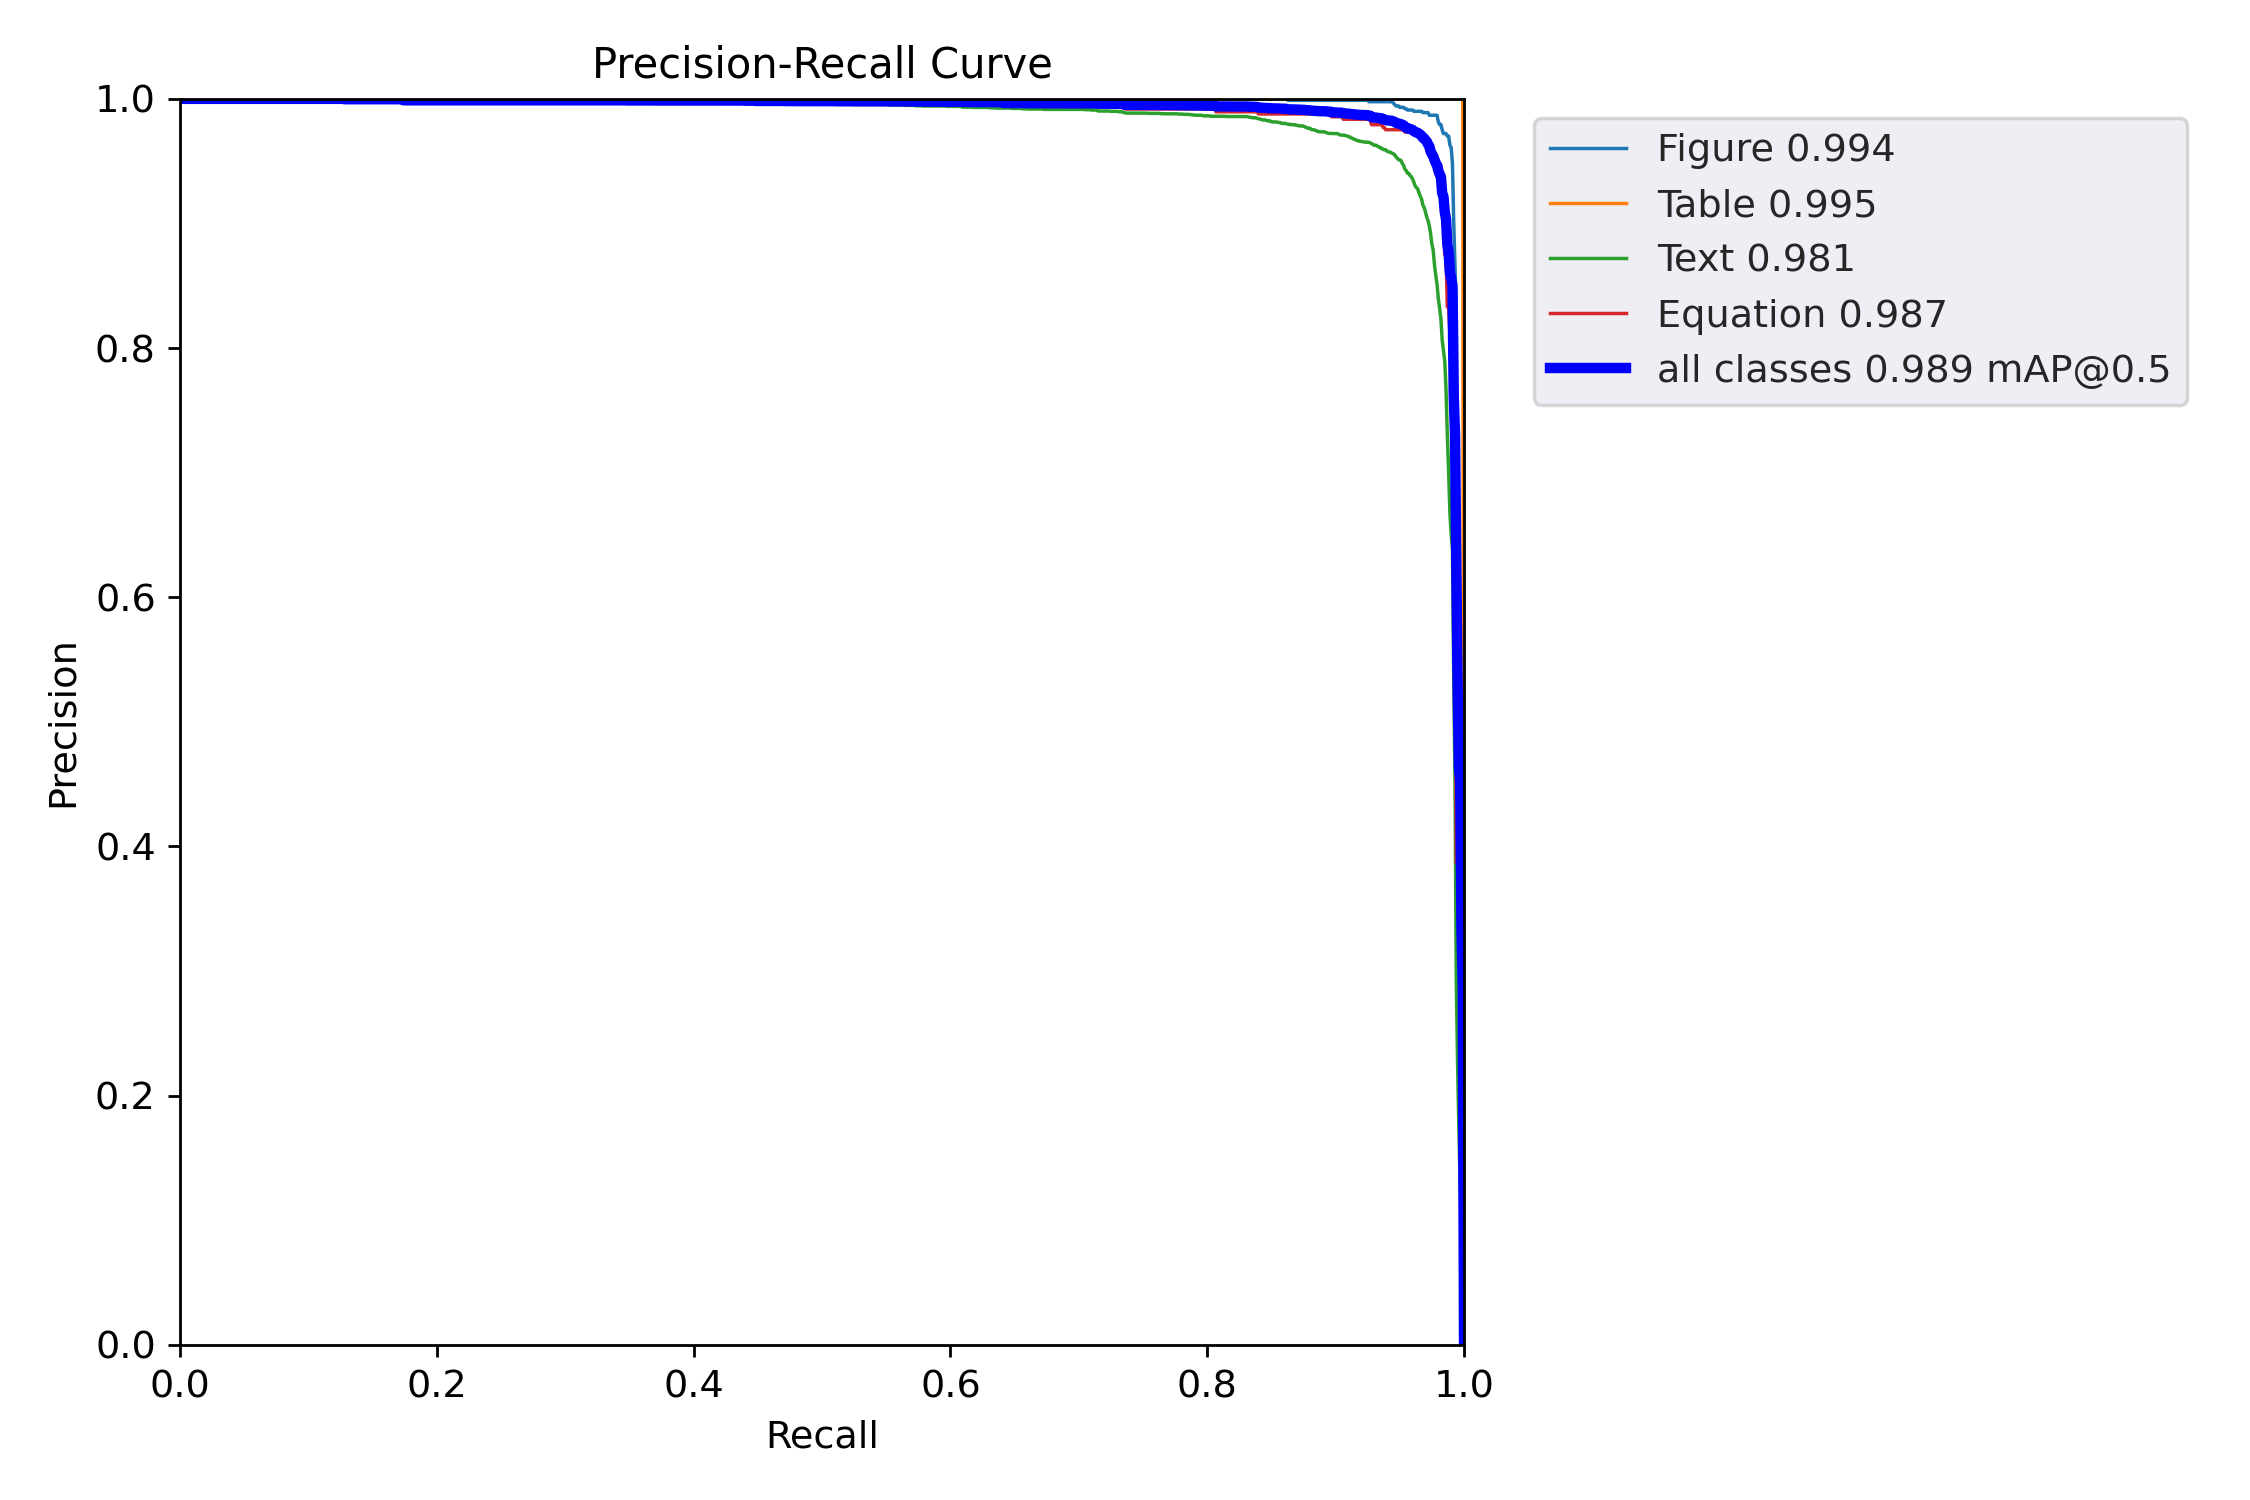 Precision-Recall Curve
1.0
0.8
0.6
0.4
0.2
0.0
Precision
0.0 0.2 0.4 0.6 0.8 1.0
Recall
Figure 0.994
Table 0.995
Text 0.981
Equation 0.987
all classes 0.989 mAP@0.5